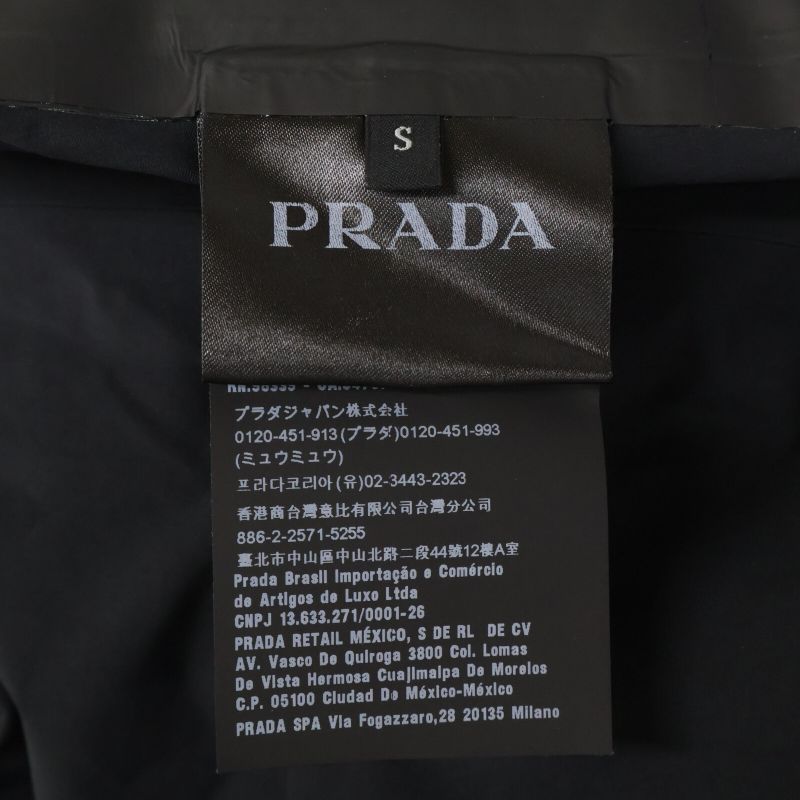 S
PRADA
プラダジャパン株式会社
0120-451-913(プラダ)0120-451-993
(ミュウミュウ)
프라다코리아(유)02-3443-2323
香港商台灣意比有限公司台灣分公司
886-2-2571-5255
臺北市中山區中山北路二段44號12樓A室
Prada Brasil Importação e Comércio
de Artigos de Luxo Ltda
CNPJ 13.633.271/0001-26
PRADA RETAIL MÉXICO, S DE RL DE CV
AV. Vasco De Quiroga 3800 Col. Lomas
De Vista Hermosa Cuajimalpa De Morelos
C.P. 05100 Ciudad De México-México
PRADA SPA Via Fogazzaro,28 20135 Milano